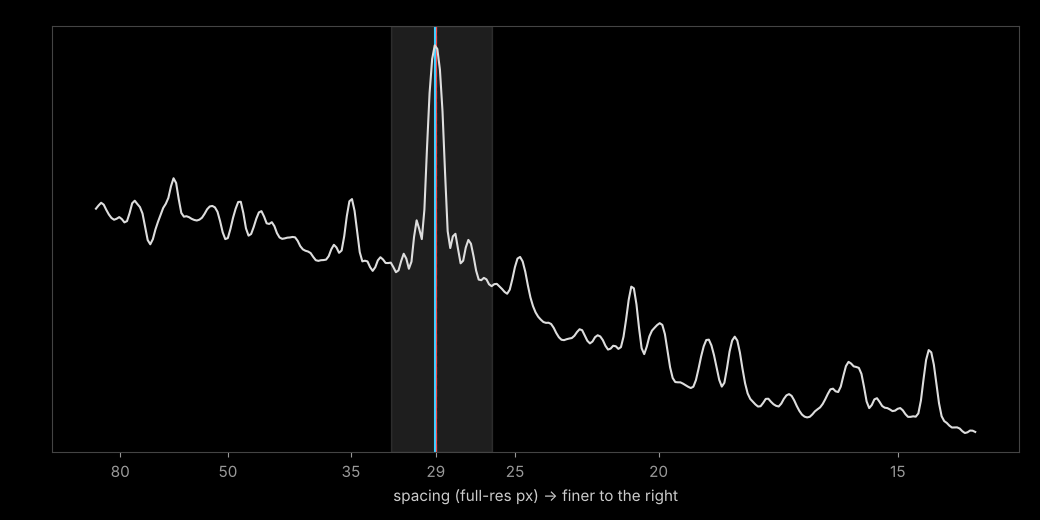 80 50 35 29 25 20 15
spacing (full-res px) → finer to the right